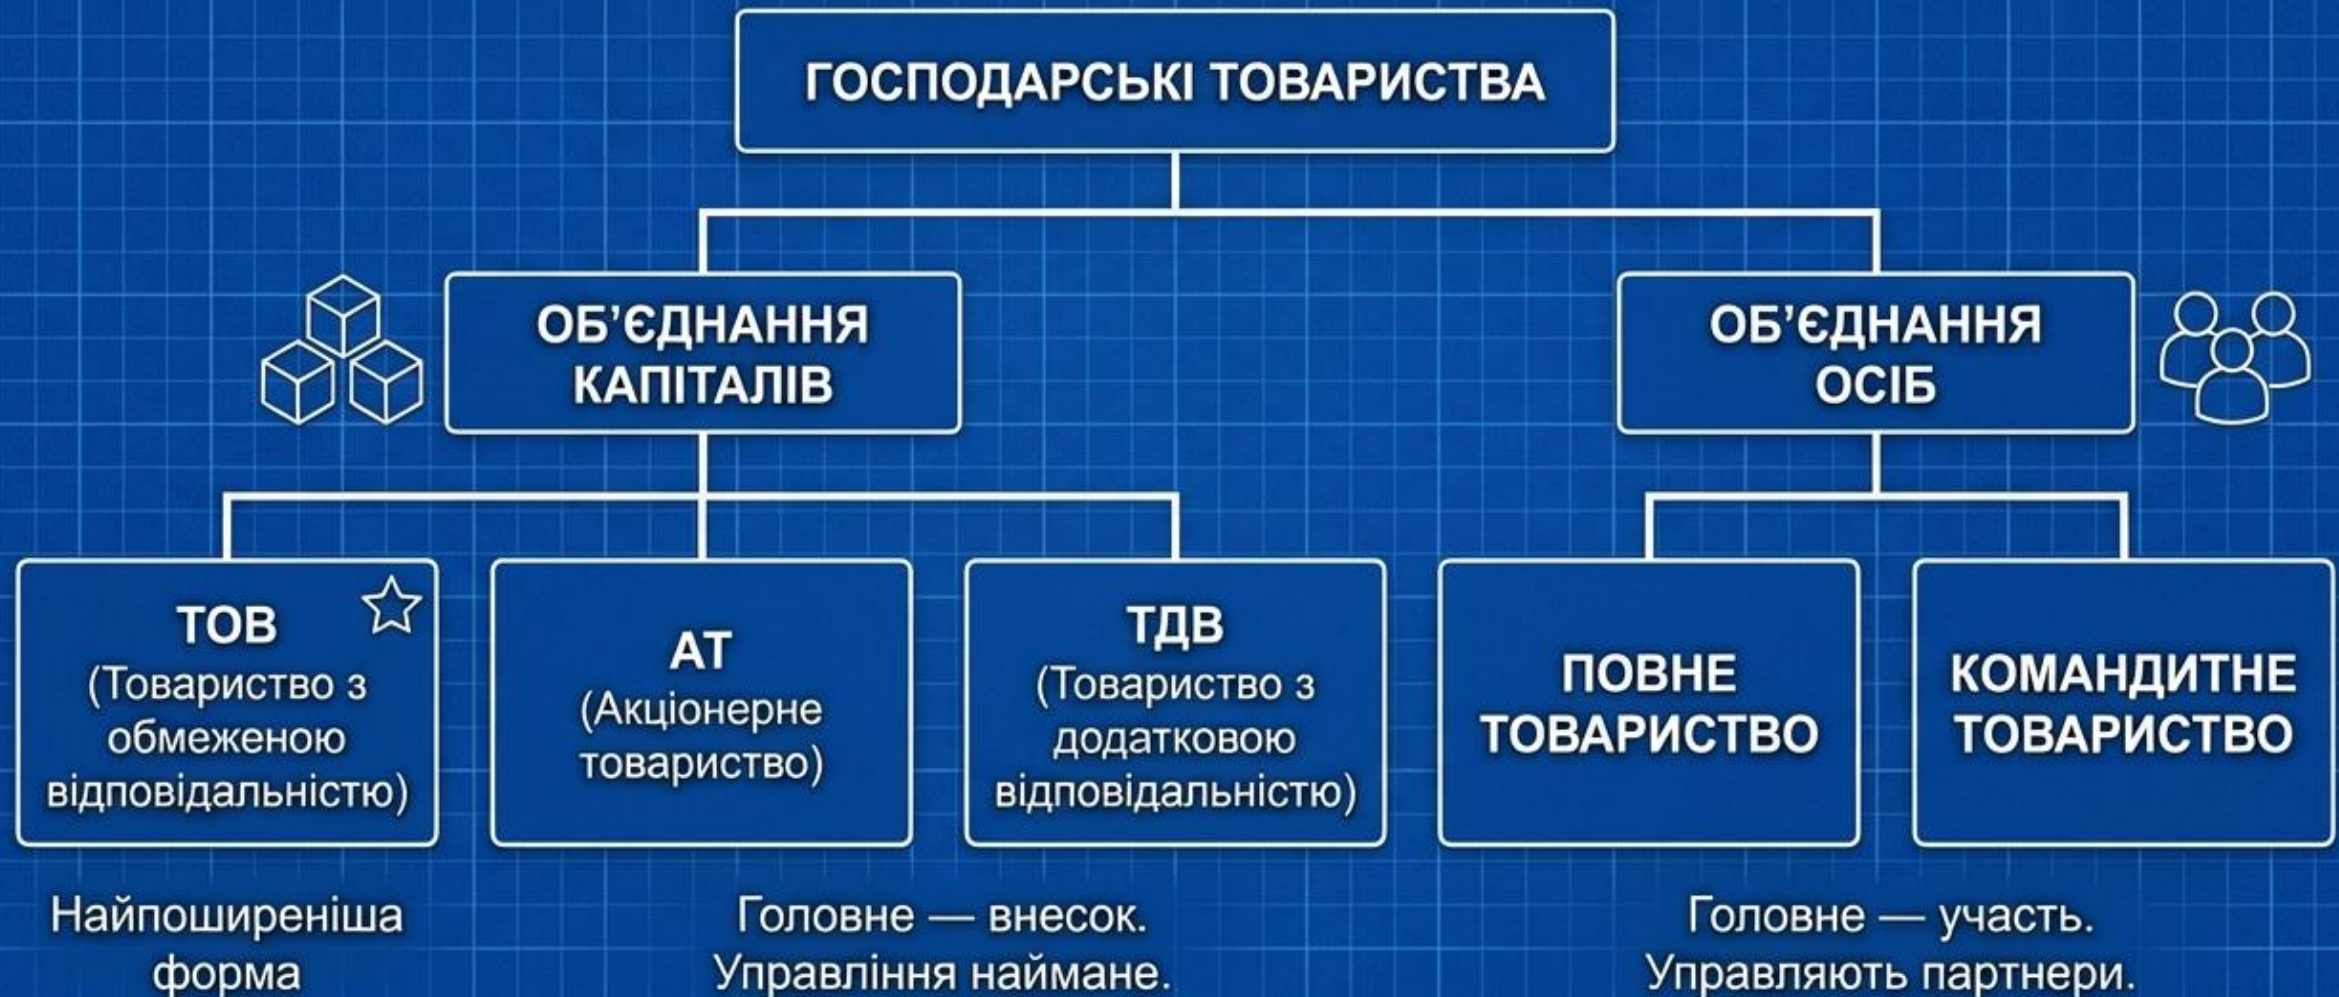 ГОСПОДАРСЬКІ ТОВАРИСТВА
ОБ’ЄДНАННЯ
КАПІТАЛІВ
ОБ’ЄДНАННЯ
ОСІБ
ТОВ
(Товариство з
обмеженою
відповідальністю)
АТ
(Акціонерне
товариство)
ТДВ
(Товариство з
додатковою
відповідальністю)
ПОВНЕ
ТОВАРИСТВО
КОМАНДИТНЕ
ТОВАРИСТВО
Найпоширеніша
форма
Головне — внесок.
Управління наймане.
Головне — участь.
Управляють партнери.